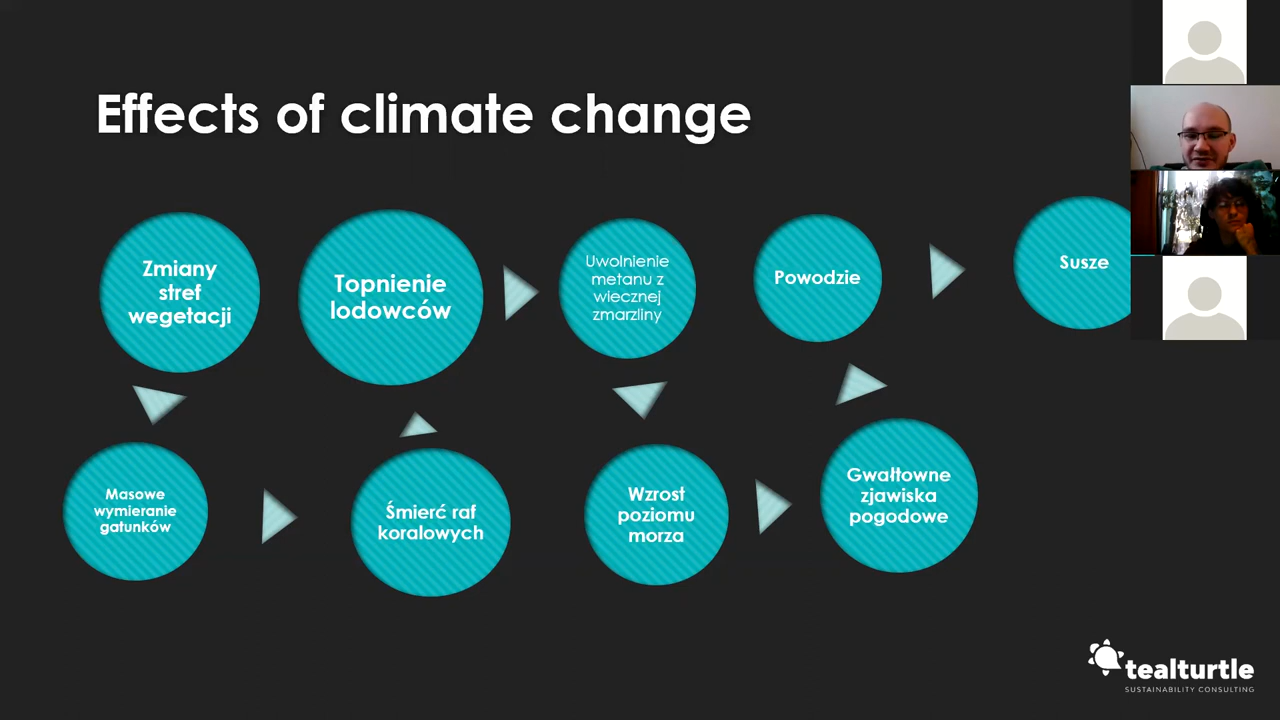 Effects of climate change
Zmiany
stref
wegetacji
Topnienie
lodowców
Uwolnienie
metanu z
wiecznej
zmarzliny
Powodzie
Susze
Masowe
wymieranie
gatunków
Śmierć raf
koralowych
Wzrost
poziomu
morza
Gwałtowne
zjawiska
pogodowe
tealturtle
SUSTAINABILITY CONSULTING